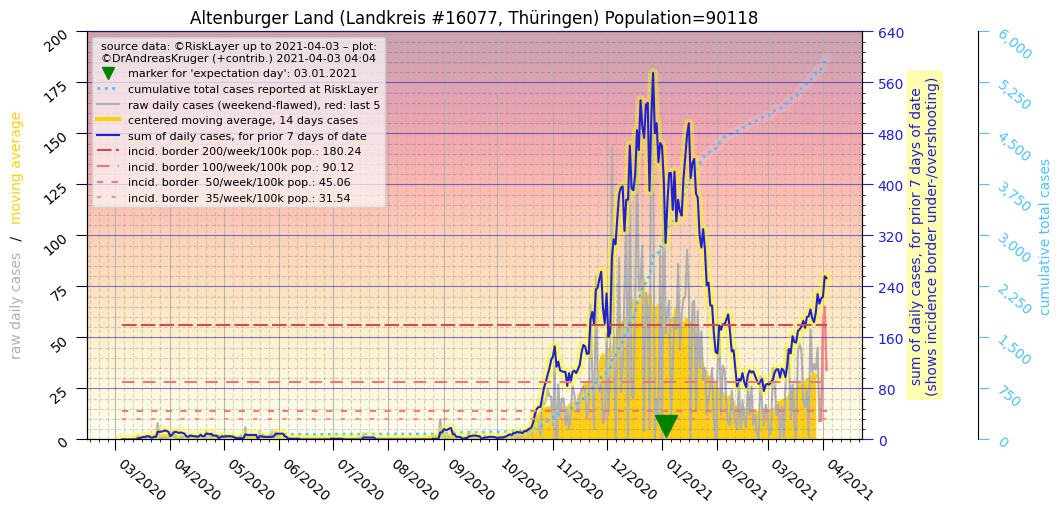 Altenburger Land (Landkreis #16077, Thüringen) Population=90118
source data: ©RiskLayer up to 2021-04-03 – plot:
©DrAndreasKruger (+contrib.) 2021-04-03 04:04
marker for 'expectation day': 03.01.2021
cumulative total cases reported at RiskLayer
raw daily cases (weekend-flawed), red: last 5
centered moving average, 14 days cases
sum of daily cases, for prior 7 days of date
incid. border 200/week/100k pop.: 180.24
incid. border 100/week/100k pop.: 90.12
incid. border  50/week/100k pop.: 45.06
incid. border  35/week/100k pop.: 31.54
raw daily cases / moving average
200
175
150
125
100
75
50
25
0
03/2020
04/2020
05/2020
06/2020
07/2020
08/2020
09/2020
10/2020
11/2020
12/2020
01/2021
02/2021
03/2021
04/2021
640
560
480
400
320
240
160
80
0
sum of daily cases, for prior 7 days of date
(shows incidence border under-/overshooting)
6,000
5,250
4,500
3,750
3,000
2,250
1,500
750
0
cumulative total cases